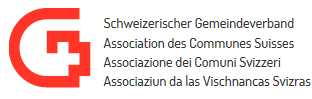 Schweizerischer Gemeindeverband
Association des Communes Suisses
Associazione dei Comuni Svizzeri
Associaziun da las Vischnancas Svizras